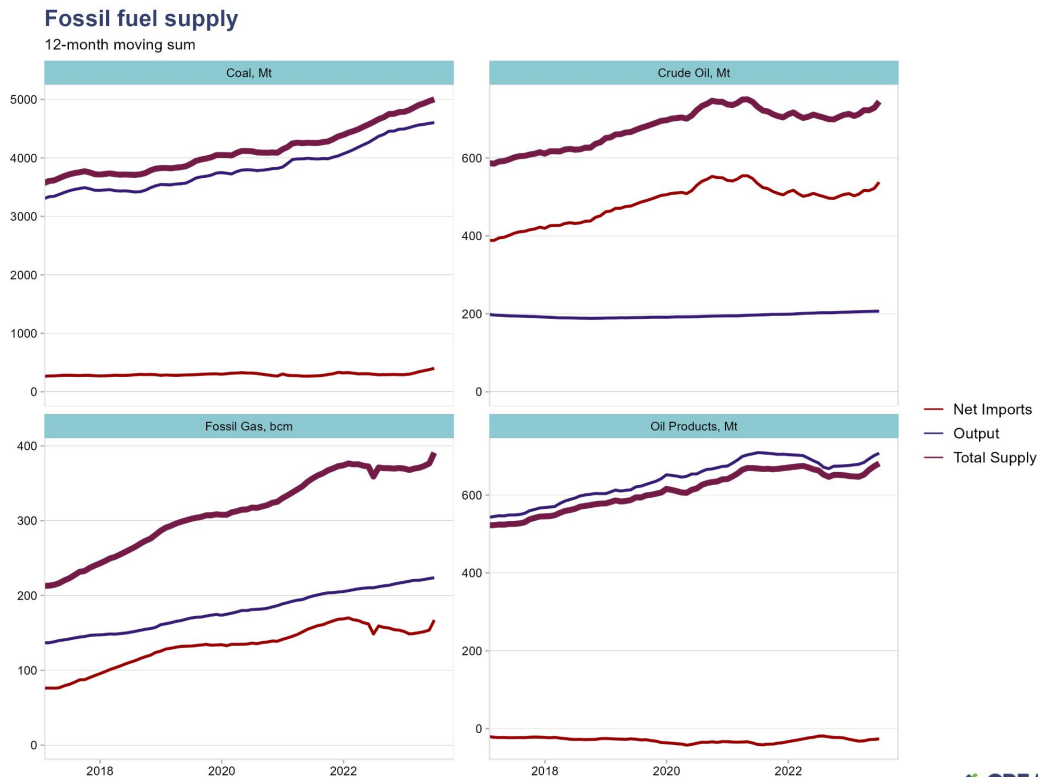 Fossil fuel supply
12-month moving sum
Coal, Mt
Crude Oil, Mt
5000
4000
3000
2000
1000
0
600
400
200
0
Fossil Gas, bcm
Oil Products, Mt
400
300
200
100
0
600
400
200
0
2018
2020
2022
2018
2020
2022
Net Imports
Output
Total Supply